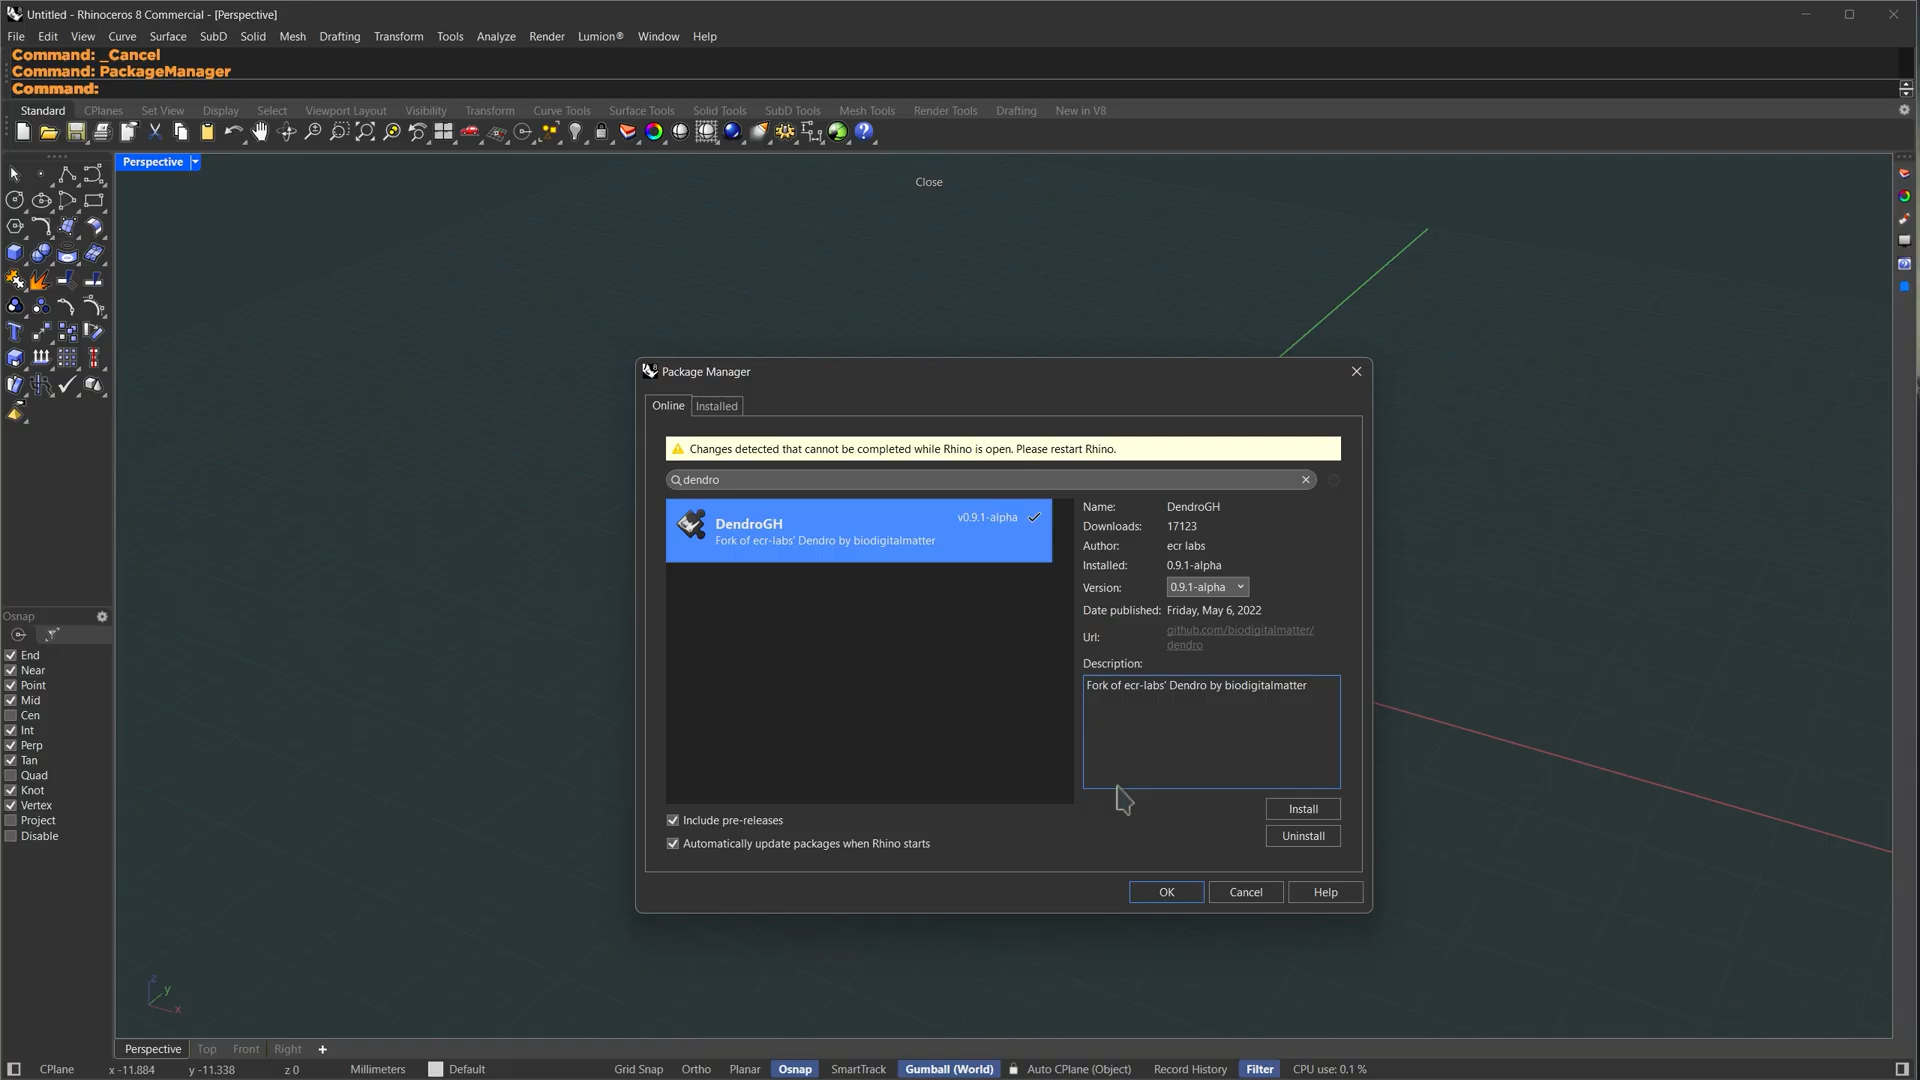 Untitled - Rhinoceros 8 Commercial - [Perspective]
File Edit View Curve Surface SubD Solid Mesh Drafting Transform Tools Analyze Render Lumion® Window Help
Command: _Cancel
Command: PackageManager
Command:
Standard CPlanes Set View Display Select Viewport Layout Visibility Transform Curve Tools Surface Tools Solid Tools SubD Tools Mesh Tools Render Tools Drafting New in V8
Perspective
Close
Package Manager
Online Installed
Changes detected that cannot be completed while Rhino is open. Please restart Rhino.
dendro
DendroGH v0.9.1-alpha
Fork of ecr-labs' Dendro by biodigitalmatter
Name: DendroGH
Downloads: 17123
Author: ecr labs
Installed: 0.9.1-alpha
Version: 0.9.1-alpha
Date published: Friday, May 6, 2022
Url: github.com/biodigitalmatter/
dendro
Description:
Fork of ecr-labs' Dendro by biodigitalmatter
Install
Uninstall
Include pre-releases
Automatically update packages when Rhino starts
OK Cancel Help
Osnap
End
Near
Point
Mid
Cen
Int
Perp
Tan
Quad
Knot
Vertex
Project
Disable
z
y
x
Perspective Top Front Right
CPlane x -11.884 y -11.338 z 0 Millimeters Default Grid Snap Ortho Planar Osnap SmartTrack Gumball (World) Auto CPlane (Object) Record History Filter CPU use: 0.1 %